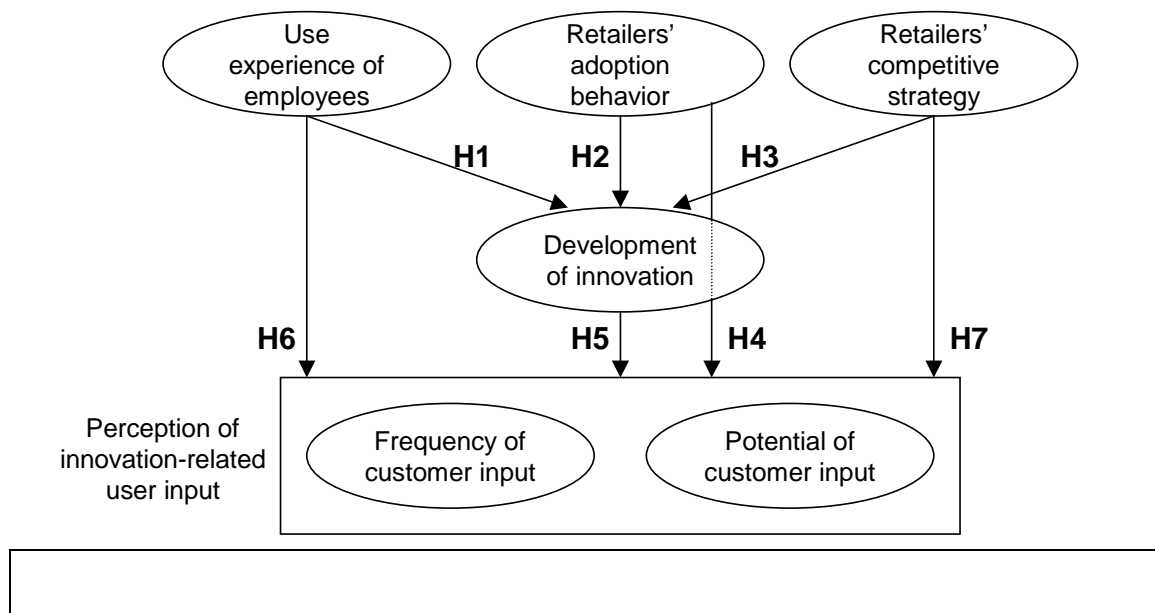 Use
experience of
employees
Retailers’
adoption
behavior
Retailers’
competitive
strategy
H1
H2
H3
Development
of innovation
H6
H5
H4
H7
Perception of
innovation-related
user input
Frequency of
customer input
Potential of
customer input